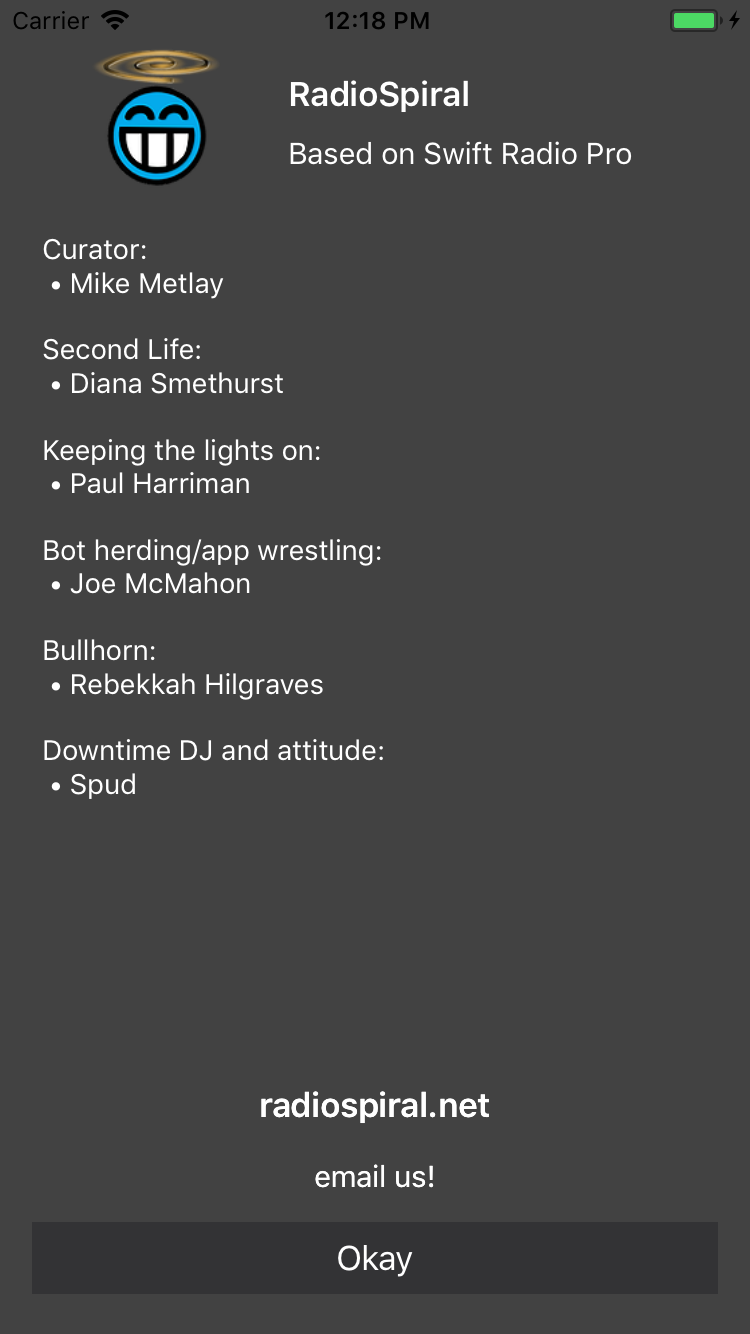 Carrier 12:18 PM
RadioSpiral
Based on Swift Radio Pro
Curator:
• Mike Metlay
Second Life:
• Diana Smethurst
Keeping the lights on:
• Paul Harriman
Bot herding/app wrestling:
• Joe McMahon
Bullhorn:
• Rebekkah Hilgraves
Downtime DJ and attitude:
• Spud
radiospiral.net
email us!
Okay